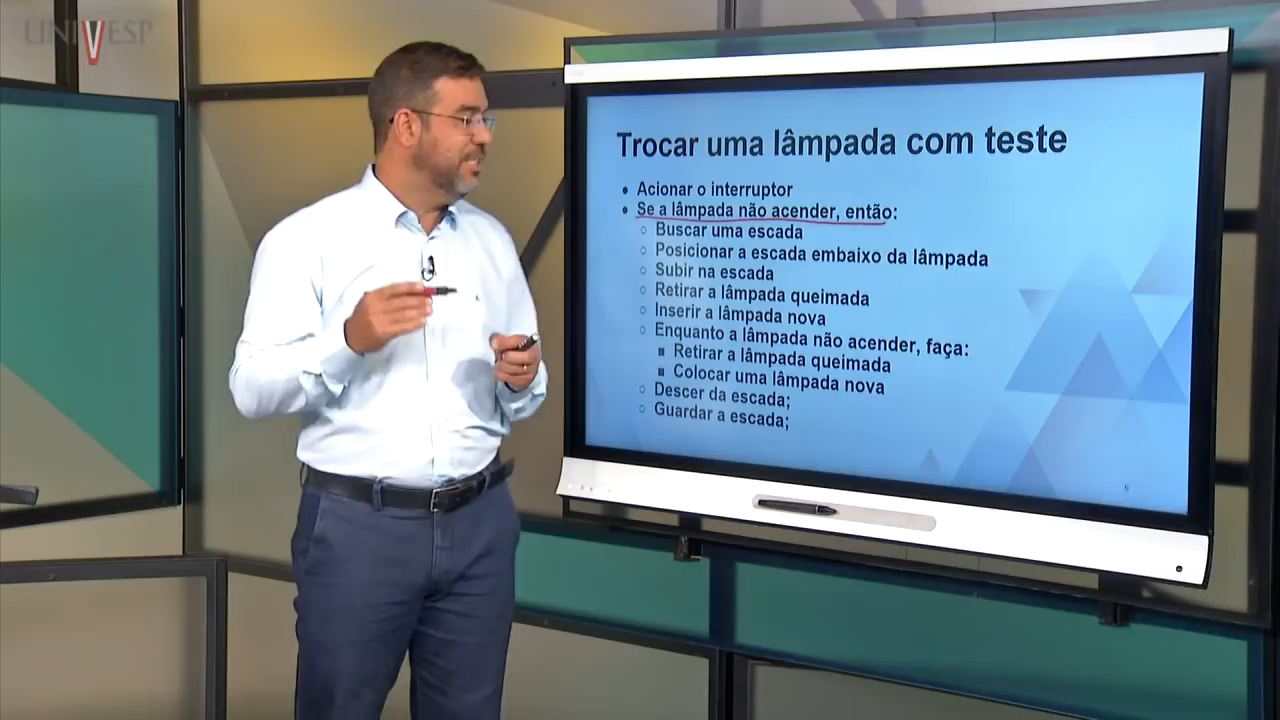 UNIVESP
Trocar uma lâmpada com teste
• Acionar o interruptor
• Se a lâmpada não acender, então:
○ Buscar uma escada
○ Posicionar a escada embaixo da lâmpada
○ Subir na escada
○ Retirar a lâmpada queimada
○ Inserir a lâmpada nova
○ Enquanto a lâmpada não acender, faça:
■ Retirar a lâmpada queimada
■ Colocar uma lâmpada nova
○ Descer da escada;
○ Guardar a escada;
6